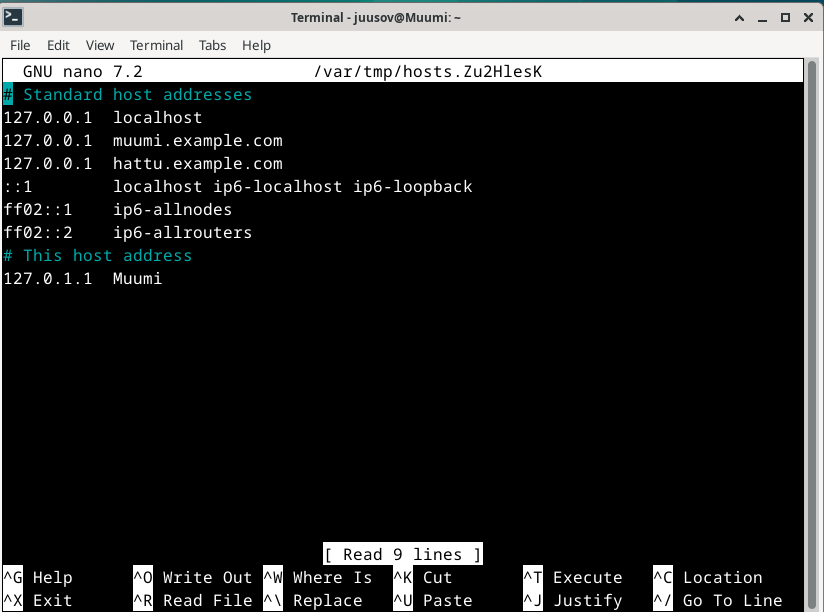 Terminal - juusov@Muumi: ~
File Edit View Terminal Tabs Help
GNU nano 7.2 /var/tmp/hosts.Zu2HlesK
# Standard host addresses
127.0.0.1 localhost
127.0.0.1 muumi.example.com
127.0.0.1 hattu.example.com
::1 localhost ip6-localhost ip6-loopback
ff02::1 ip6-allnodes
ff02::2 ip6-allrouters
# This host address
127.0.1.1 Muumi
[ Read 9 lines ]
^G Help ^O Write Out ^W Where Is ^K Cut ^T Execute ^C Location
^X Exit ^R Read File ^\ Replace ^U Paste ^J Justify ^/ Go To Line